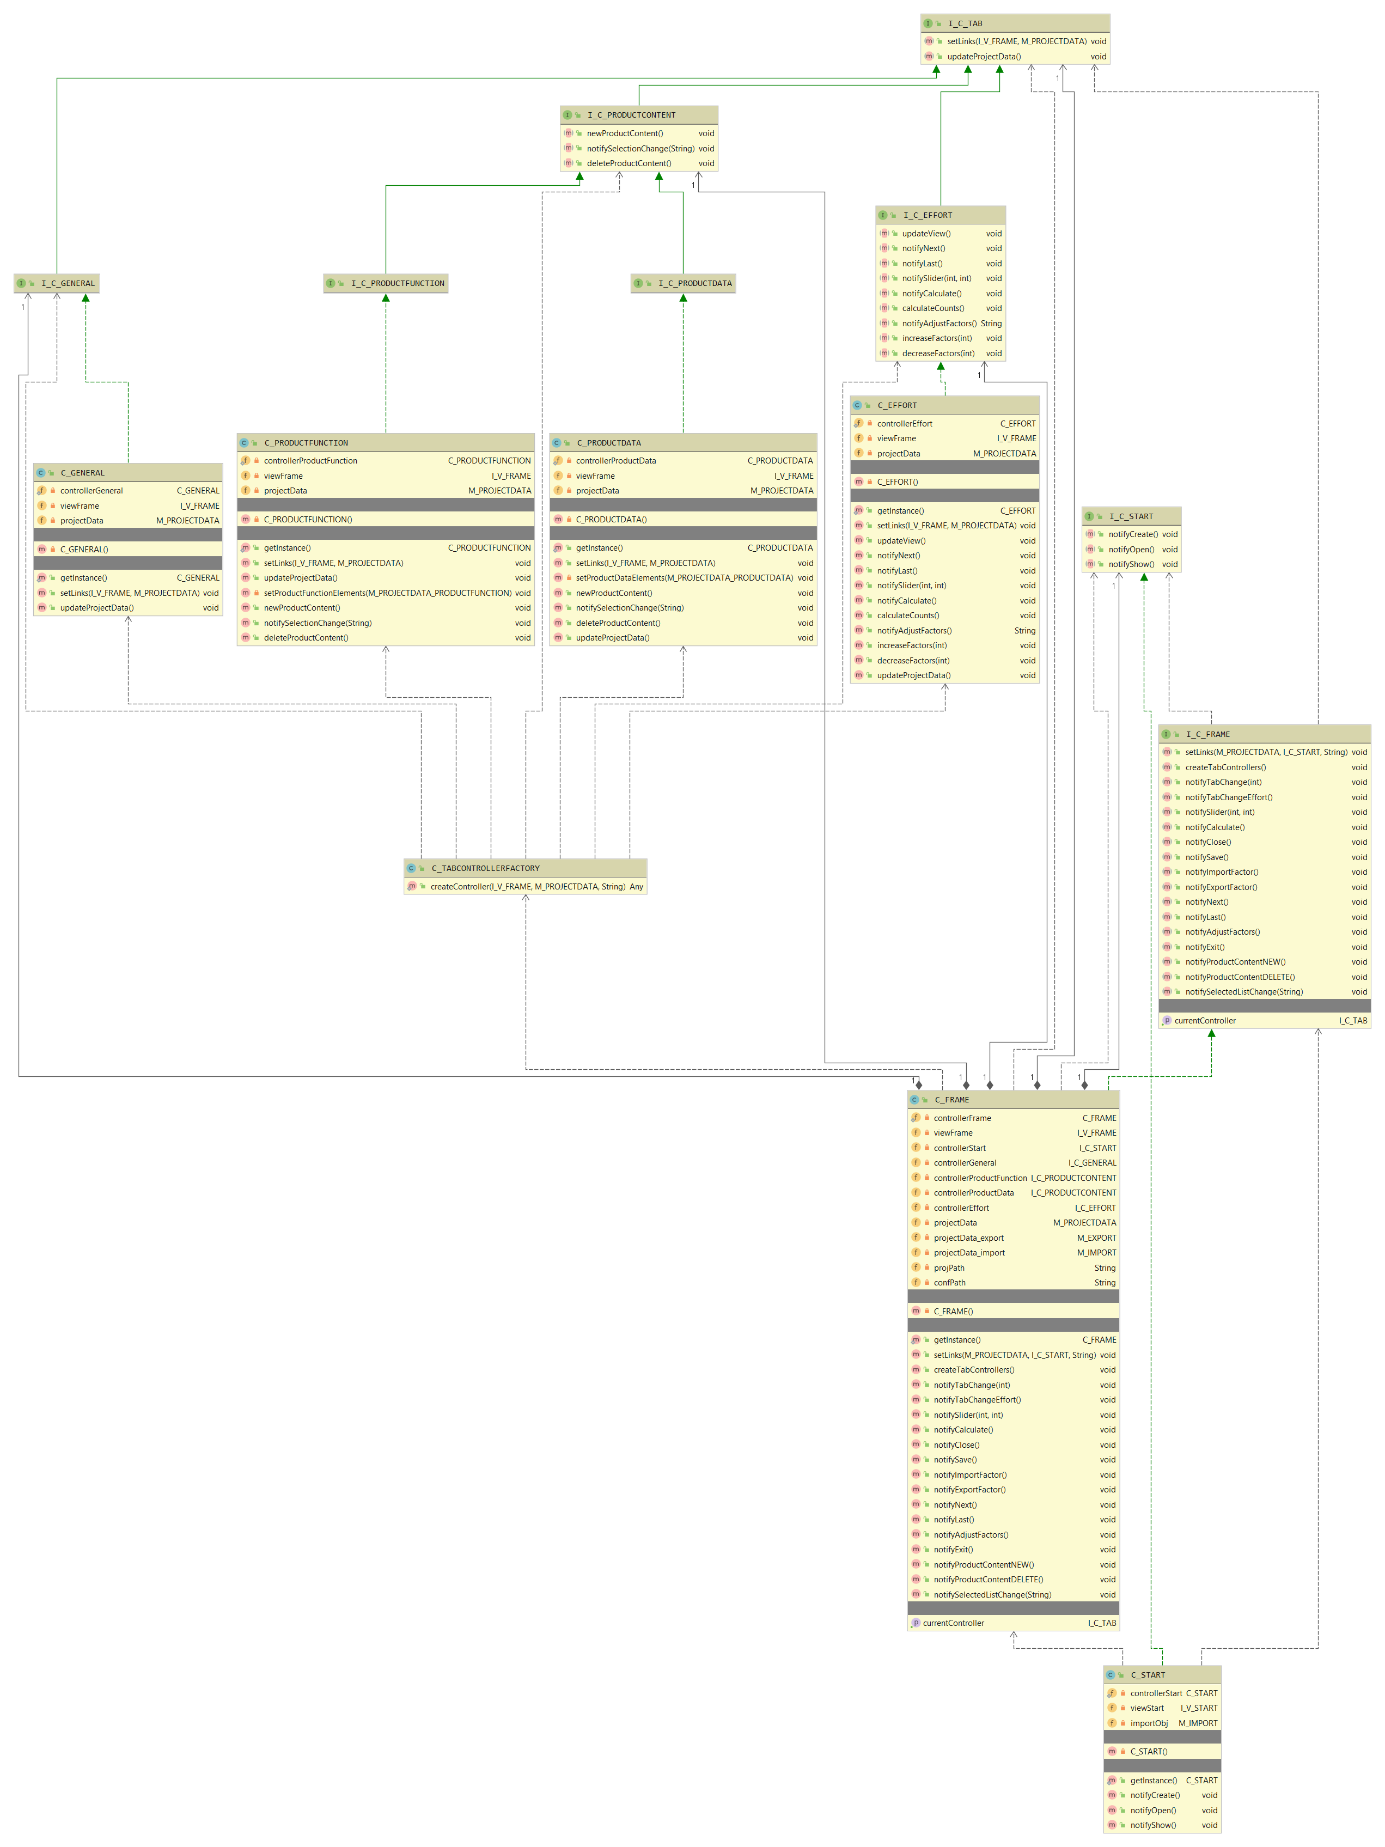 I_C_TAB
setLinks(I_V_FRAME, M_PROJECTDATA) void
updateProjectData() void
1
I_C_PRODUCTCONTENT
newProductContent() void
notifySelectionChange(String) void
deleteProductContent() void
1
I_C_EFFORT
updateView() void
notifyNext() void
notifyLast() void
notifySlider(int, int) void
notifyCalculate() void
calculateCounts() void
notifyAdjustFactors() String
increaseFactors(int) void
decreaseFactors(int) void
1
I_C_GENERAL
1
I_C_PRODUCTFUNCTION
I_C_PRODUCTDATA
C_GENERAL
controllerGeneral C_GENERAL
viewFrame I_V_FRAME
projectData M_PROJECTDATA
C_GENERAL()
getInstance() C_GENERAL
setLinks(I_V_FRAME, M_PROJECTDATA) void
updateProjectData() void
C_PRODUCTFUNCTION
controllerProductFunction C_PRODUCTFUNCTION
viewFrame I_V_FRAME
projectData M_PROJECTDATA
C_PRODUCTFUNCTION()
getInstance() C_PRODUCTFUNCTION
setLinks(I_V_FRAME, M_PROJECTDATA) void
updateProjectData() void
setProductFunctionElements(M_PROJECTDATA_PRODUCTFUNCTION) void
newProductContent() void
notifySelectionChange(String) void
deleteProductContent() void
C_PRODUCTDATA
controllerProductData C_PRODUCTDATA
viewFrame I_V_FRAME
projectData M_PROJECTDATA
C_PRODUCTDATA()
getInstance() C_PRODUCTDATA
setLinks(I_V_FRAME, M_PROJECTDATA) void
setProductDataElements(M_PROJECTDATA_PRODUCTDATA) void
newProductContent() void
notifySelectionChange(String) void
deleteProductContent() void
updateProjectData() void
C_EFFORT
controllerEffort C_EFFORT
viewFrame I_V_FRAME
projectData M_PROJECTDATA
C_EFFORT()
getInstance() C_EFFORT
setLinks(I_V_FRAME, M_PROJECTDATA) void
updateView() void
notifyNext() void
notifyLast() void
notifySlider(int, int) void
notifyCalculate() void
calculateCounts() void
notifyAdjustFactors() String
increaseFactors(int) void
decreaseFactors(int) void
updateProjectData() void
I_C_START
notifyCreate() void
notifyOpen() void
notifyShow() void
1
I_C_FRAME
setLinks(M_PROJECTDATA, I_C_START, String) void
createTabControllers() void
notifyTabChange(int) void
notifyTabChangeEffort() void
notifySlider(int, int) void
notifyCalculate() void
notifyClose() void
notifySave() void
notifyImportFactor() void
notifyExportFactor() void
notifyNext() void
notifyLast() void
notifyAdjustFactors() void
notifyExit() void
notifyProductContentNEW() void
notifyProductContentDELETE() void
notifySelectedListChange(String) void
currentController I_C_TAB
C_TABCONTROLLERFACTORY
createController(I_V_FRAME, M_PROJECTDATA, String) Any
1 1 1 1 1
C_FRAME
controllerFrame C_FRAME
viewFrame I_V_FRAME
controllerStart I_C_START
controllerGeneral I_C_GENERAL
controllerProductFunction I_C_PRODUCTCONTENT
controllerProductData I_C_PRODUCTCONTENT
controllerEffort I_C_EFFORT
projectData M_PROJECTDATA
projectData_export M_EXPORT
projectData_import M_IMPORT
projPath String
confPath String
C_FRAME()
getInstance() C_FRAME
setLinks(M_PROJECTDATA, I_C_START, String) void
createTabControllers() void
notifyTabChange(int) void
notifyTabChangeEffort() void
notifySlider(int, int) void
notifyCalculate() void
notifyClose() void
notifySave() void
notifyImportFactor() void
notifyExportFactor() void
notifyNext() void
notifyLast() void
notifyAdjustFactors() void
notifyExit() void
notifyProductContentNEW() void
notifyProductContentDELETE() void
notifySelectedListChange(String) void
currentController I_C_TAB
C_START
controllerStart C_START
viewStart I_V_START
importObj M_IMPORT
C_START()
getInstance() C_START
notifyCreate() void
notifyOpen() void
notifyShow() void